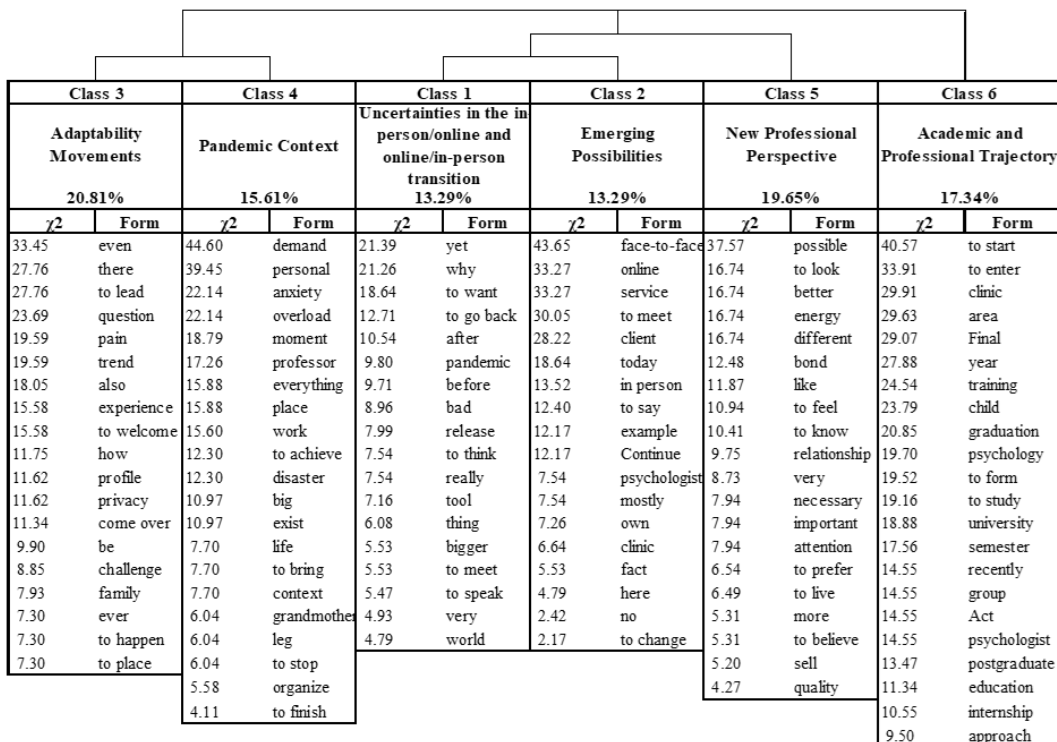 Class 3 Class 4 Class 1 Class 2 Class 5 Class 6
Adaptability Movements Pandemic Context Uncertainties in the in-person/online and online/in-person transition Emerging Possibilities New Professional Perspective Academic and Professional Trajectory
20.81% 15.61% 13.29% 13.29% 19.65% 17.34%
χ2 Form χ2 Form χ2 Form χ2 Form χ2 Form χ2 Form
33.45 even 44.60 demand 21.39 yet 43.65 face-to-face 37.57 possible 40.57 to start
27.76 there 39.45 personal 21.26 why 33.27 online 16.74 to look 33.91 to enter
27.76 to lead 22.14 anxiety 18.64 to want 33.27 service 16.74 better 29.91 clinic
23.69 question 22.14 overload 12.71 to go back 30.05 to meet 16.74 energy 29.63 area
19.59 pain 18.79 moment 10.54 after 28.22 client 16.74 different 29.07 Final
19.59 trend 17.26 professor 9.80 pandemic 18.64 today 12.48 bond 27.88 year
18.05 also 15.88 everything 9.71 before 13.52 in person 11.87 like 24.54 training
15.58 experience 15.88 place 8.96 bad 12.40 to say 10.94 to feel 23.79 child
15.58 to welcome 15.60 work 7.99 release 12.17 example 10.41 to know 20.85 graduation
11.75 how 12.30 to achieve 7.54 to think 12.17 Continue 9.75 relationship 19.70 psychology
11.62 profile 12.30 disaster 7.54 really 7.54 psychologist 8.73 very 19.52 to form
11.62 privacy 10.97 big 7.16 tool 7.54 mostly 7.94 necessary 19.16 to study
11.34 come over 10.97 exist 6.08 thing 7.26 own 7.94 important 18.88 university
9.90 be 7.70 life 5.53 bigger 6.64 clinic 7.94 attention 17.56 semester
8.85 challenge 7.70 to bring 5.53 to meet 5.53 fact 6.54 to prefer 14.55 recently
7.93 family 7.70 context 5.47 to speak 4.79 here 6.49 to live 14.55 group
7.30 ever 6.04 grandmother 4.93 very 2.42 no 5.31 more 14.55 Act
7.30 to happen 6.04 leg 4.79 world 2.17 to change 5.31 to believe 14.55 psychologist
7.30 to place 6.04 to stop 5.20 sell 13.47 postgraduate
5.58 organize 4.27 quality 11.34 education
4.11 to finish 10.55 internship
9.50 approach